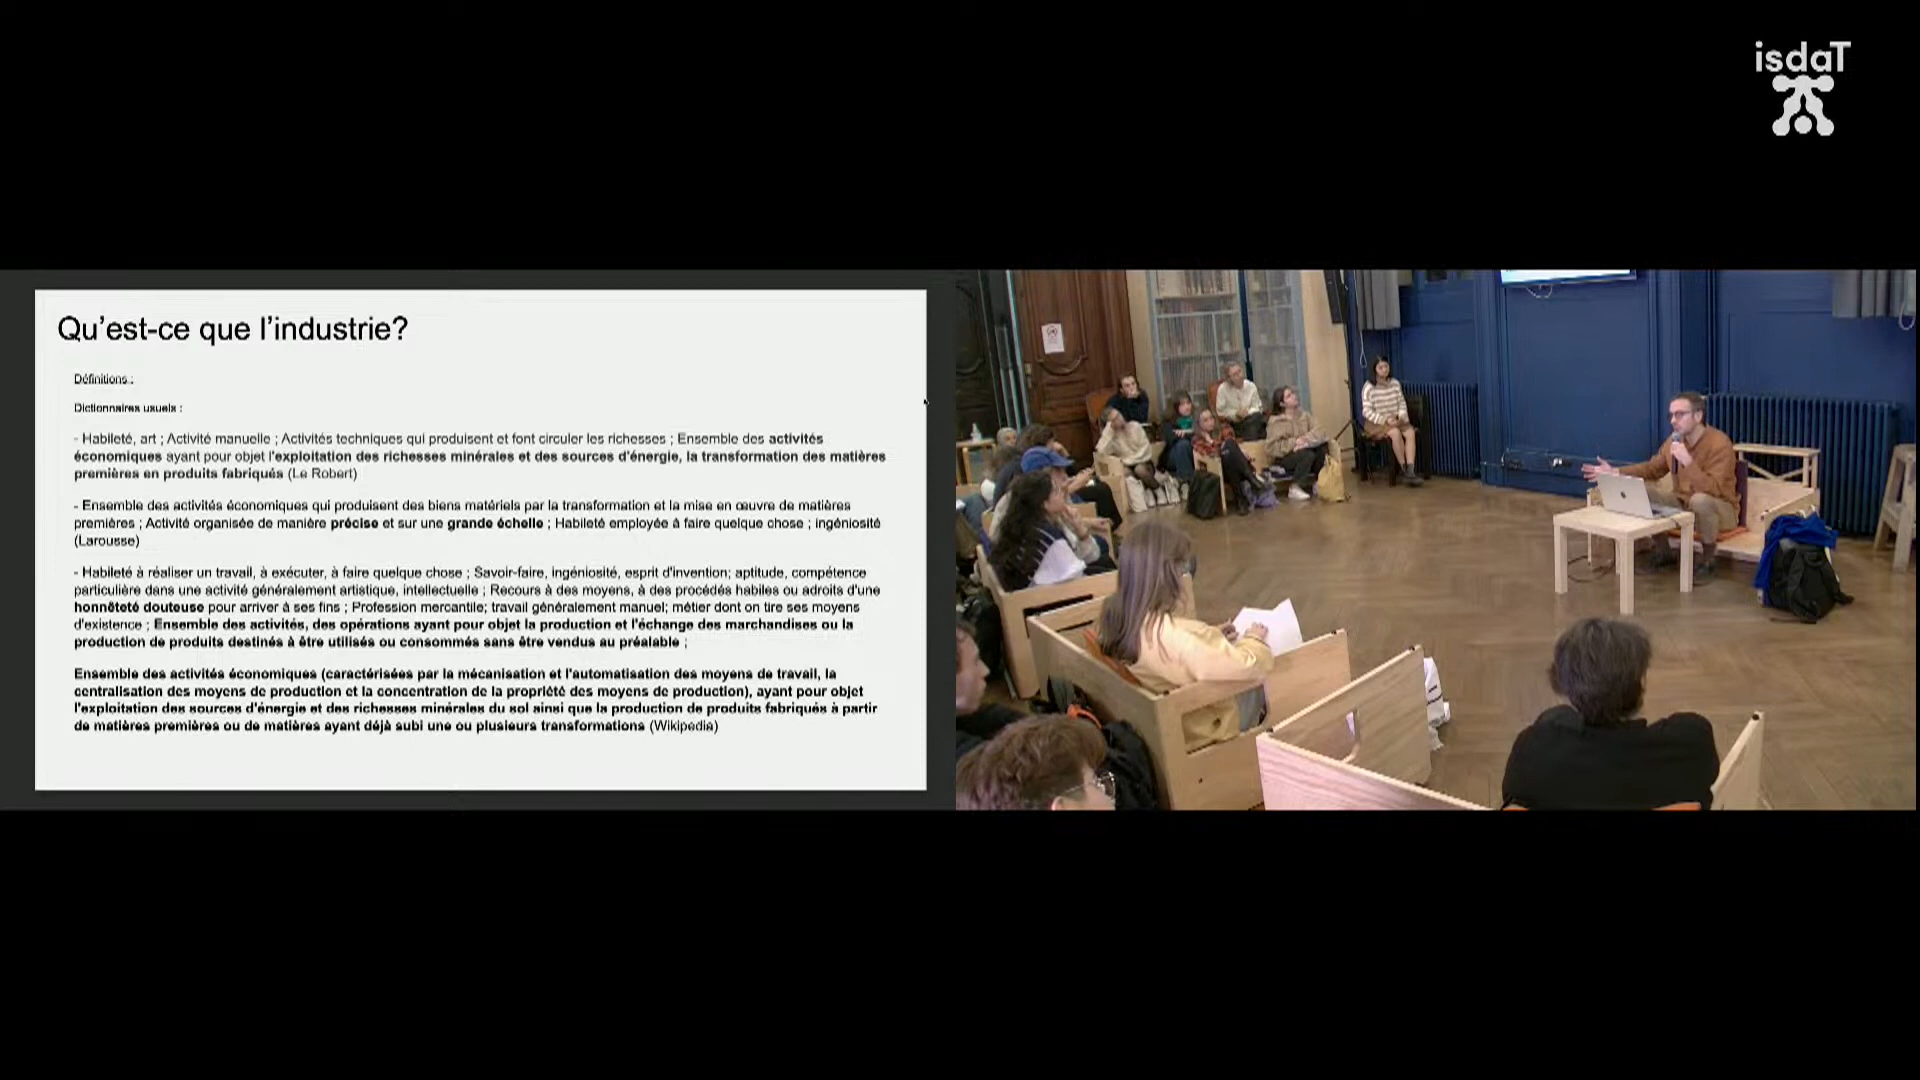 isdaT
Qu'est-ce que l'industrie?
Définitions :
Dictionnaires usuels :
- Habileté, art ; Activité manuelle ; Activités techniques qui produisent et font circuler les richesses ; Ensemble des activités
économiques ayant pour objet l'exploitation des richesses minérales et des sources d'énergie, la transformation des matières
premières en produits fabriqués (Le Robert)
- Ensemble des activités économiques qui produisent des biens matériels par la transformation et la mise en œuvre de matières
premières ; Activité organisée de manière précise et sur une grande échelle ; Habileté employée à faire quelque chose ; ingéniosité
(Larousse)
- Habileté à réaliser un travail, à exécuter, à faire quelque chose ; Savoir-faire, ingéniosité, esprit d'invention; aptitude, compétence
particulière dans une activité généralement artistique, intellectuelle ; Recours à des moyens, à des procédés habiles ou adroits d'une
honnêteté douteuse pour arriver à ses fins ; Profession mercantile; travail généralement manuel; métier dont on tire ses moyens
d'existence ; Ensemble des activités, des opérations ayant pour objet la production et l'échange des marchandises ou la
production de produits destinés à être utilisés ou consommés sans être vendus au préalable ;
Ensemble des activités économiques (caractérisées par la mécanisation et l'automatisation des moyens de travail, la
centralisation des moyens de production et la concentration de la propriété des moyens de production), ayant pour objet
l'exploitation des sources d'énergie et des richesses minérales du sol ainsi que la production de produits fabriqués à partir
de matières premières ou de matières ayant déjà subi une ou plusieurs transformations (Wikipedia)